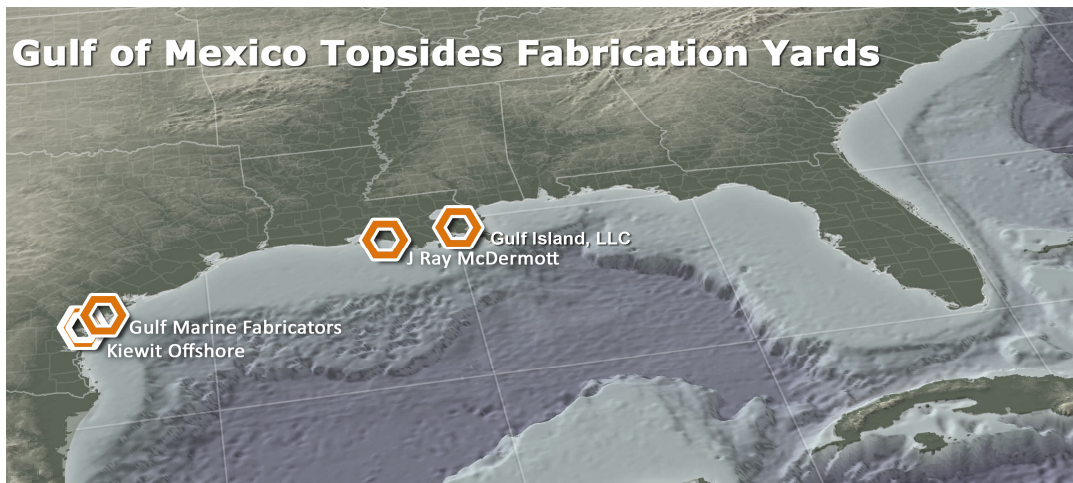 Gulf of Mexico Topsides Fabrication Yards
Gulf Island, LLC
J Ray McDermott
Gulf Marine Fabricators
Kiewit Offshore